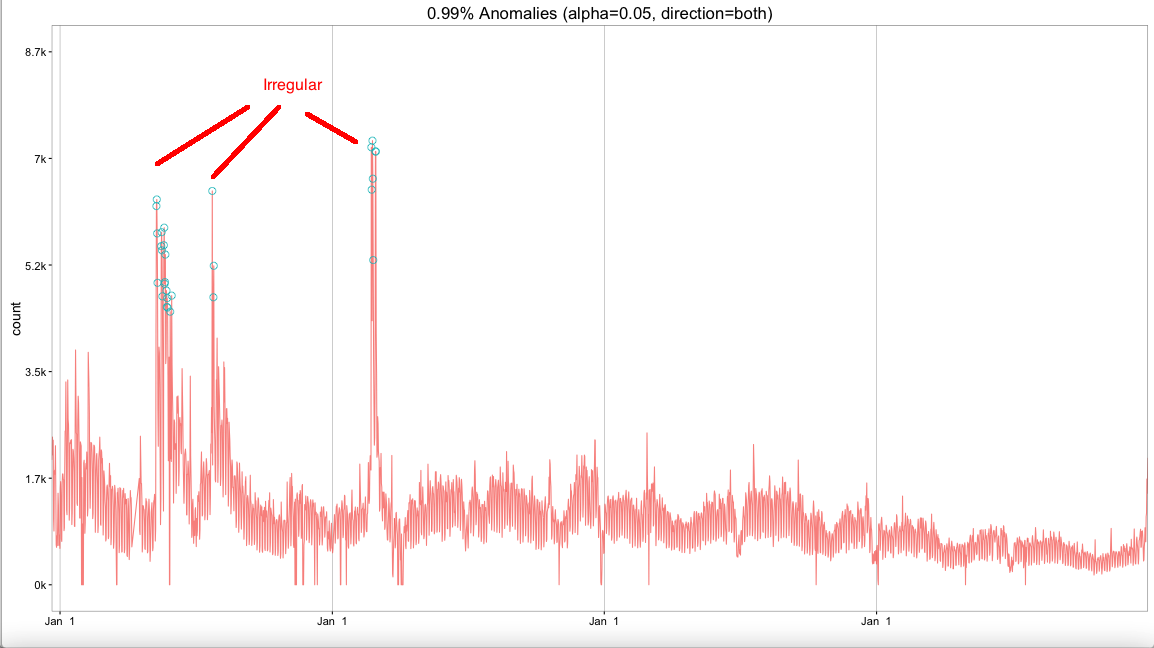 0.99% Anomalies (alpha=0.05, direction=both)
8.7k
Irregular
7k
5.2k
3.5k
1.7k
0k
count
Jan 1
Jan 1
Jan 1
Jan 1